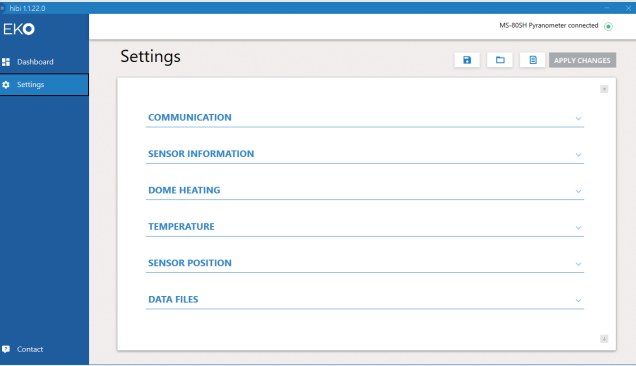 hibi 1.1.22.0
EKO
MS-80SH Pyranometer connected
Dashboard
Settings
Contact
Settings
APPLY CHANGES
COMMUNICATION
SENSOR INFORMATION
DOME HEATING
TEMPERATURE
SENSOR POSITION
DATA FILES